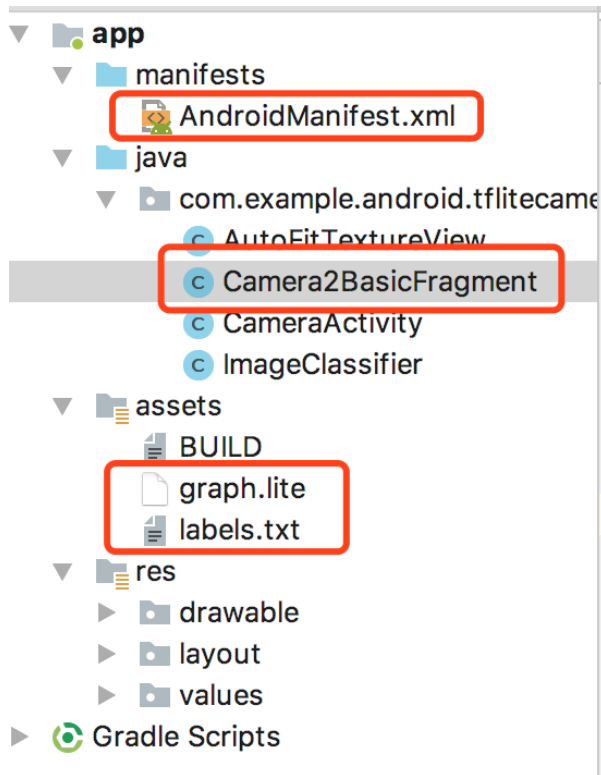 app
manifests
AndroidManifest.xml
java
com.example.android.tflitecame
AutoFitTextureView
Camera2BasicFragment
CameraActivity
ImageClassifier
assets
BUILD
graph.lite
labels.txt
res
drawable
layout
values
Gradle Scripts